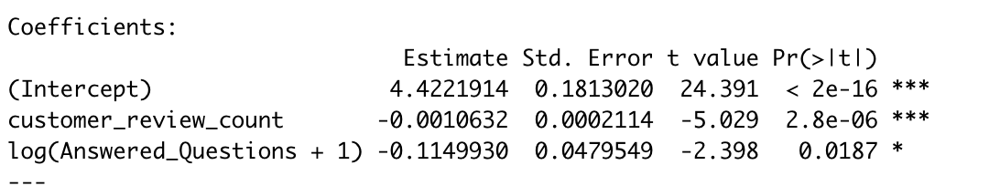 Coefficients:
Estimate Std. Error t value Pr(>|t|)
(Intercept) 4.4221914 0.1813020 24.391 < 2e-16 ***
customer_review_count -0.0010632 0.0002114 -5.029 2.8e-06 ***
log(Answered_Questions + 1) -0.1149930 0.0479549 -2.398 0.0187 *
---